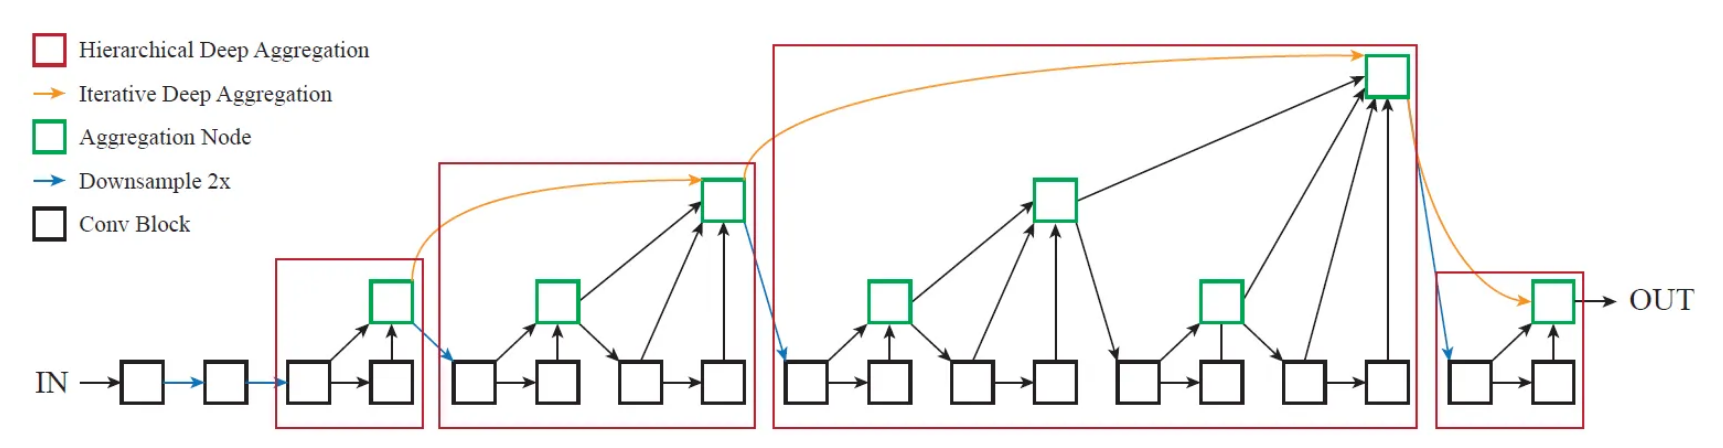 Hierarchical Deep Aggregation
Iterative Deep Aggregation
Aggregation Node
Downsample 2x
Conv Block
IN
OUT